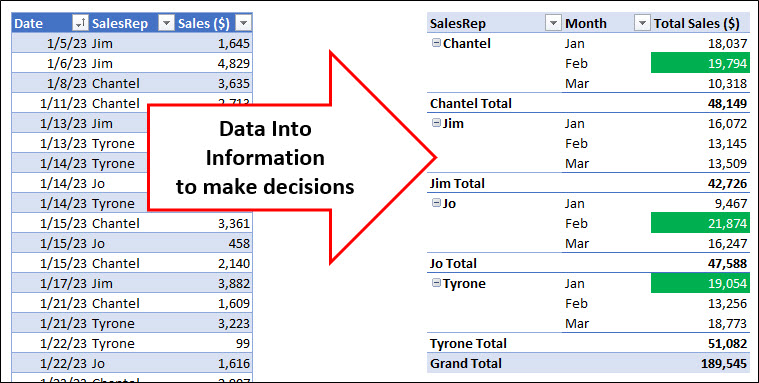 Date SalesRep Sales ($)
1/5/23 Jim 1,645
1/6/23 Jim 4,829
1/8/23 Chantel 3,635
1/11/23 Chantel 2,713
1/13/23 Jim
1/13/23 Tyrone
1/14/23 Tyrone
1/14/23 Jo
1/14/23 Tyrone
1/15/23 Chantel 3,361
1/15/23 Jo 458
1/15/23 Chantel 2,140
1/17/23 Jim 3,882
1/21/23 Chantel 1,609
1/21/23 Tyrone 3,223
1/22/23 Tyrone 99
1/22/23 Jo 1,616
Data Into
Information
to make decisions
SalesRep Month Total Sales ($)
Chantel Jan 18,037
Feb 19,794
Mar 10,318
Chantel Total 48,149
Jim Jan 16,072
Feb 13,145
Mar 13,509
Jim Total 42,726
Jo Jan 9,467
Feb 21,874
Mar 16,247
Jo Total 47,588
Tyrone Jan 19,054
Feb 13,256
Mar 18,773
Tyrone Total 51,082
Grand Total 189,545